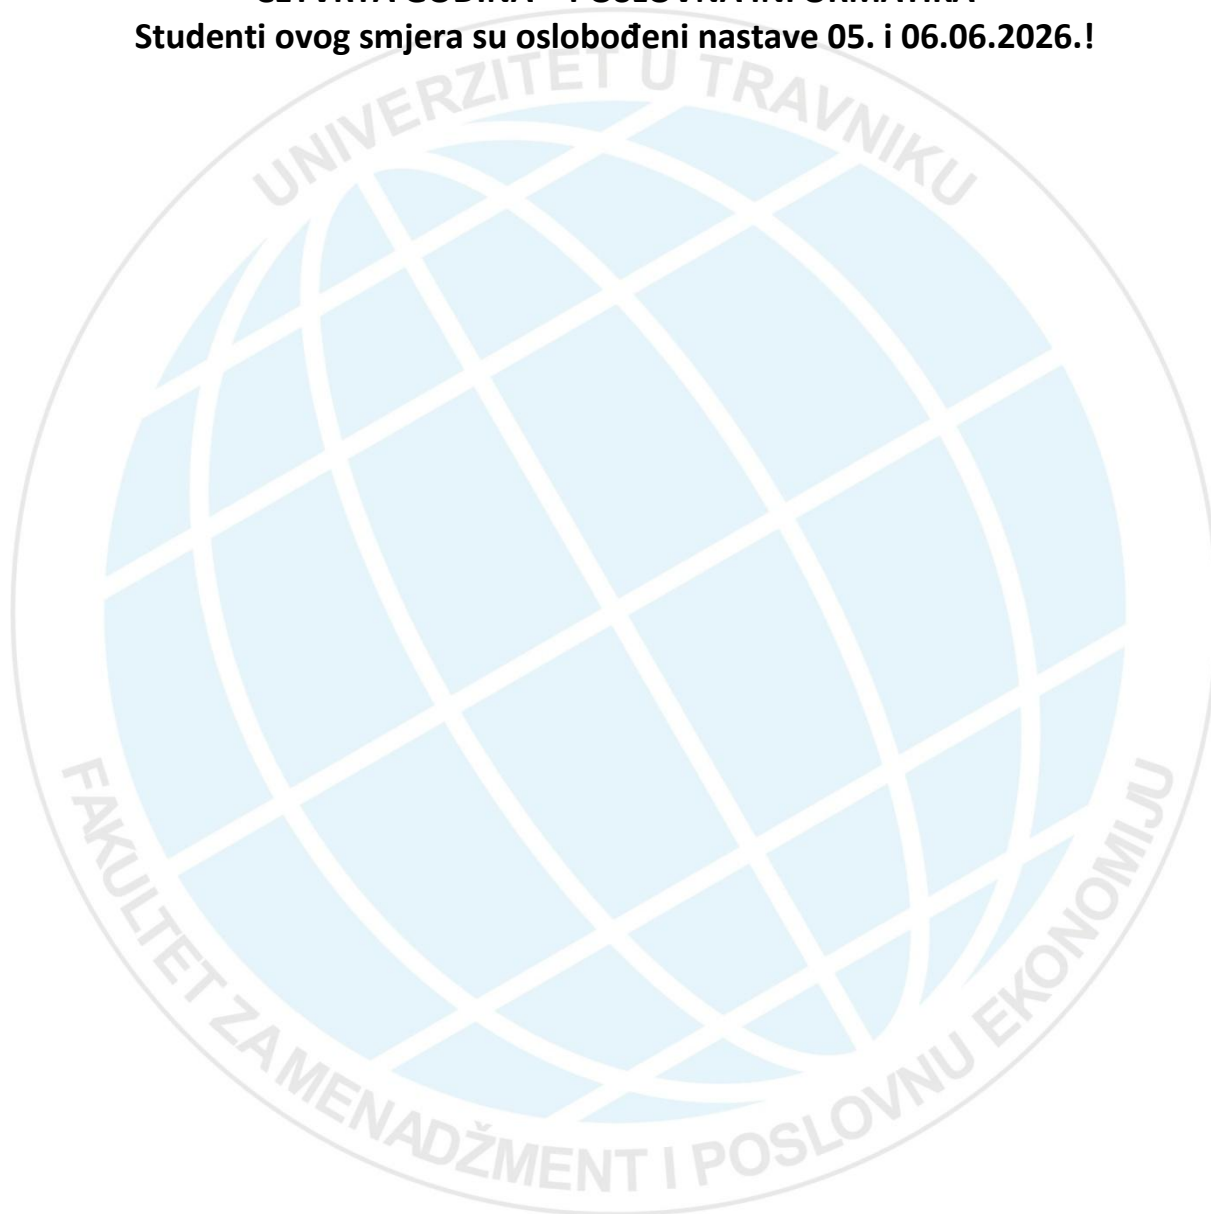 ČETVRTA GODINA – POSLOVNA INFORMATIKA
Studenti ovog smjera su oslobođeni nastave 05. i 06.06.2026.!
UNIVERZITET U TRAVNIKU
FAKULTET ZA MENADŽMENT I POSLOVNU EKONOMIJU